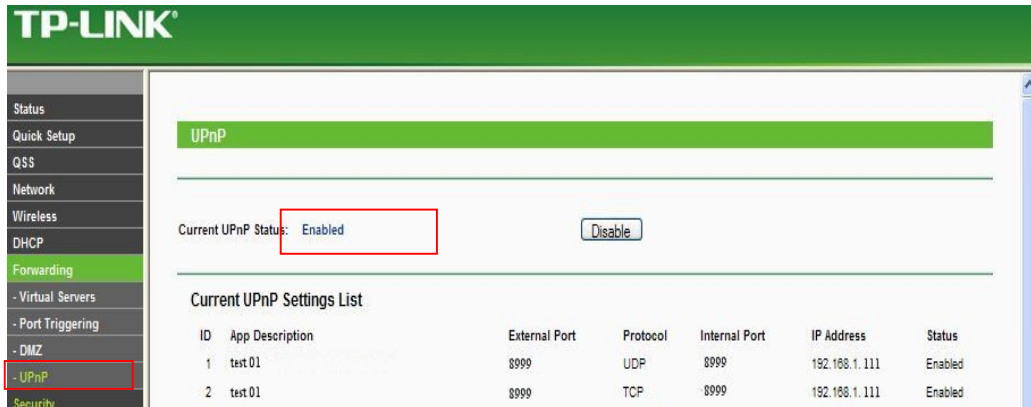 TP-LINK®
Status
Quick Setup
QSS
Network
Wireless
DHCP
Forwarding
- Virtual Servers
- Port Triggering
- DMZ
- UPnP
Security
UPnP
Current UPnP Status: Enabled Disable
Current UPnP Settings List
ID App Description External Port Protocol Internal Port IP Address Status
1 test 01 8999 UDP 8999 192.168.1.111 Enabled
2 test 01 8999 TCP 8999 192.168.1.111 Enabled